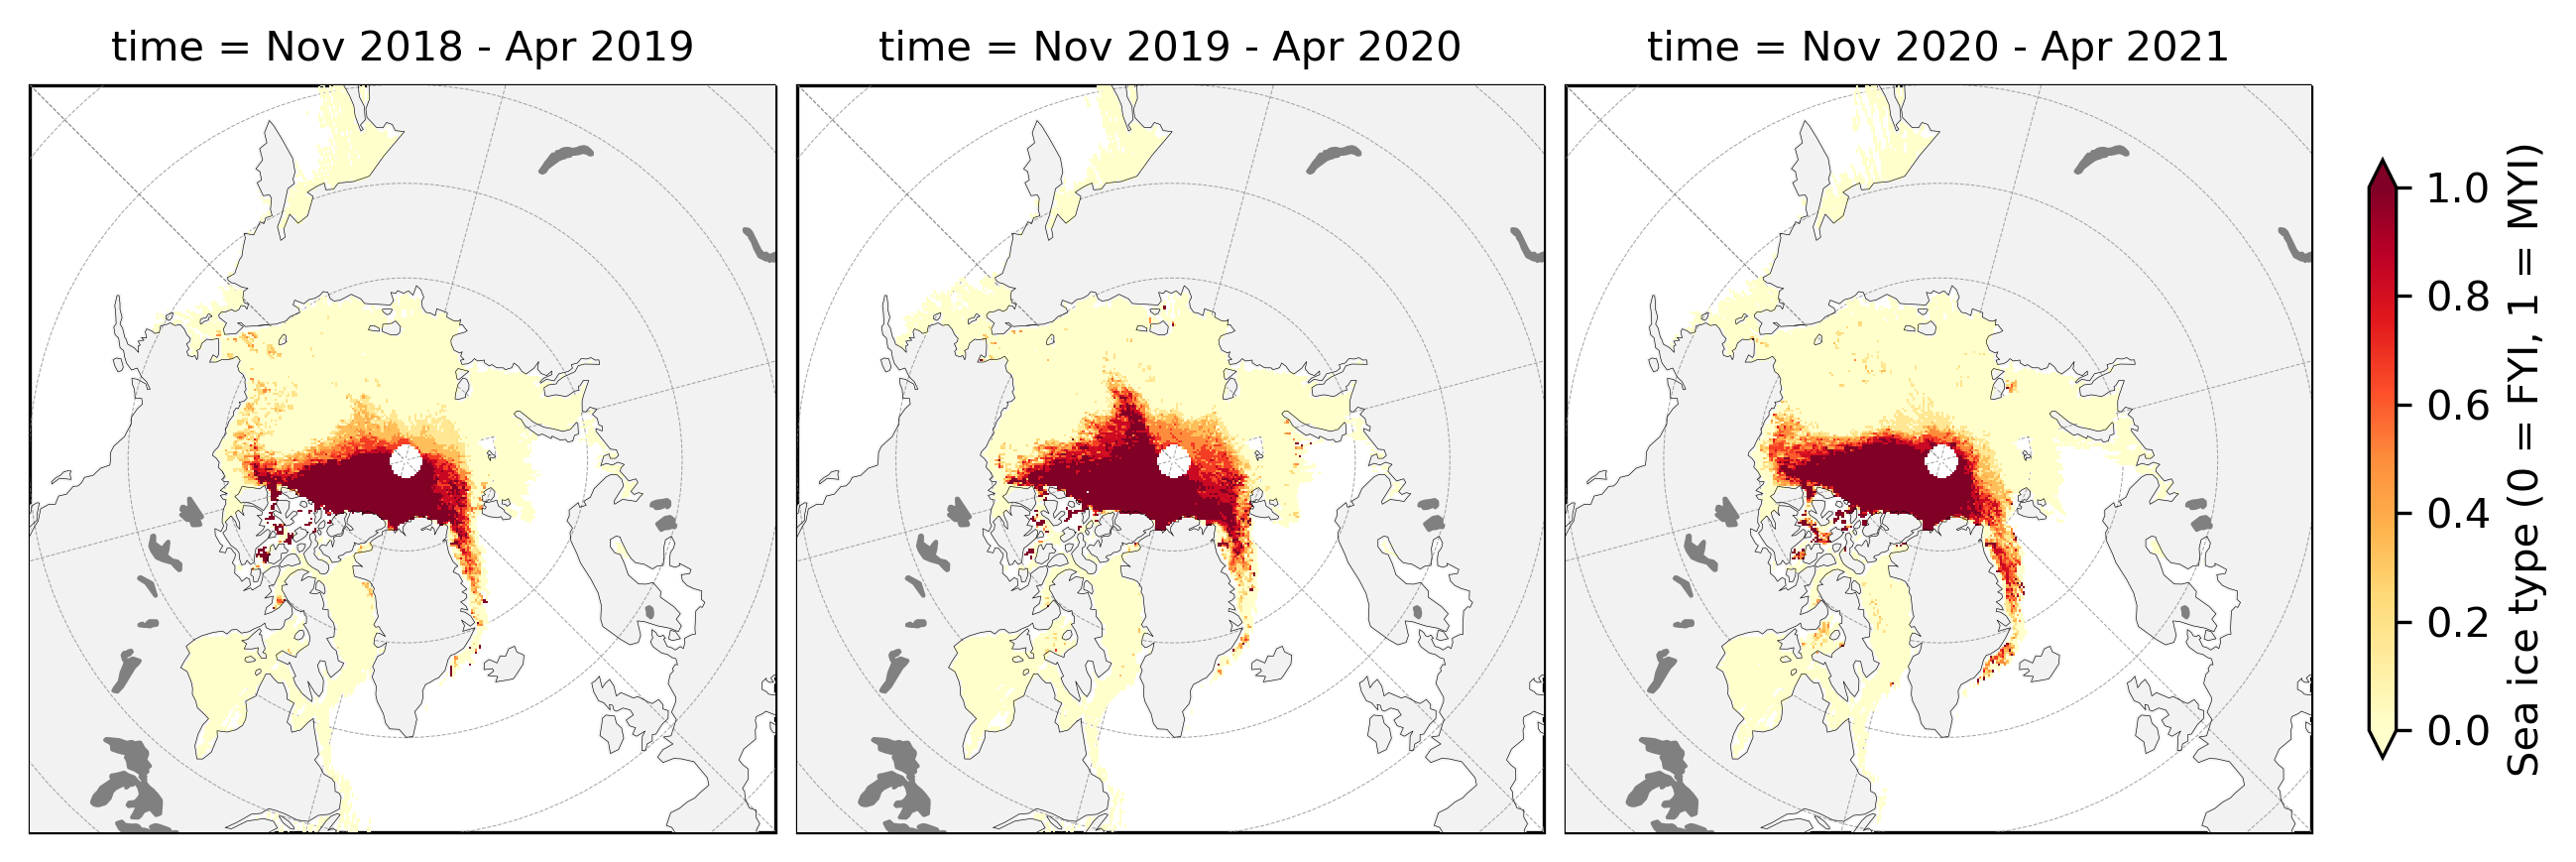 time = Nov 2018 - Apr 2019
time = Nov 2019 - Apr 2020
time = Nov 2020 - Apr 2021
1.0
0.8
0.6
0.4
0.2
0.0
Sea ice type (0 = FYI, 1 = MYI)